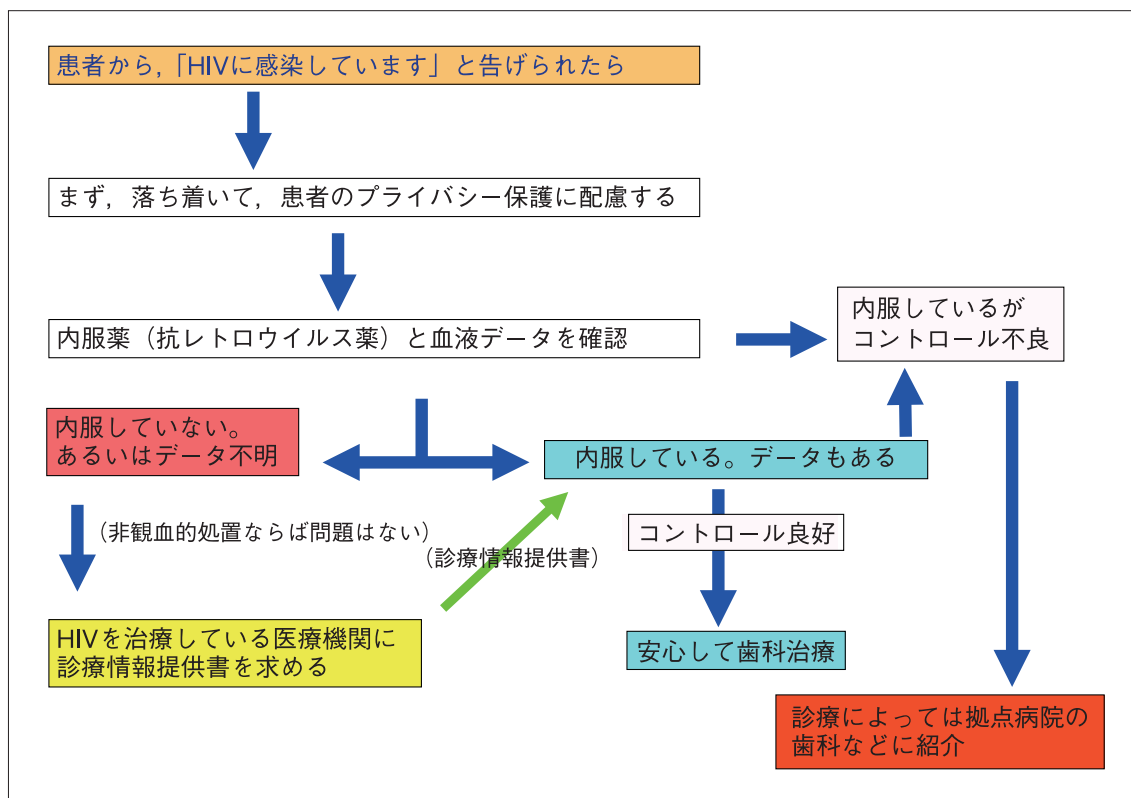 患者から，「HIVに感染しています」と告げられたら
まず，落ち着いて，患者のプライバシー保護に配慮する
内服薬（抗レトロウイルス薬）と血液データを確認
内服しているが
コントロール不良
内服していない。
あるいはデータ不明
内服している。データもある
（非観血的処置ならば問題はない）
（診療情報提供書）
コントロール良好
HIVを治療している医療機関に
診療情報提供書を求める
安心して歯科治療
診療によっては拠点病院の
歯科などに紹介